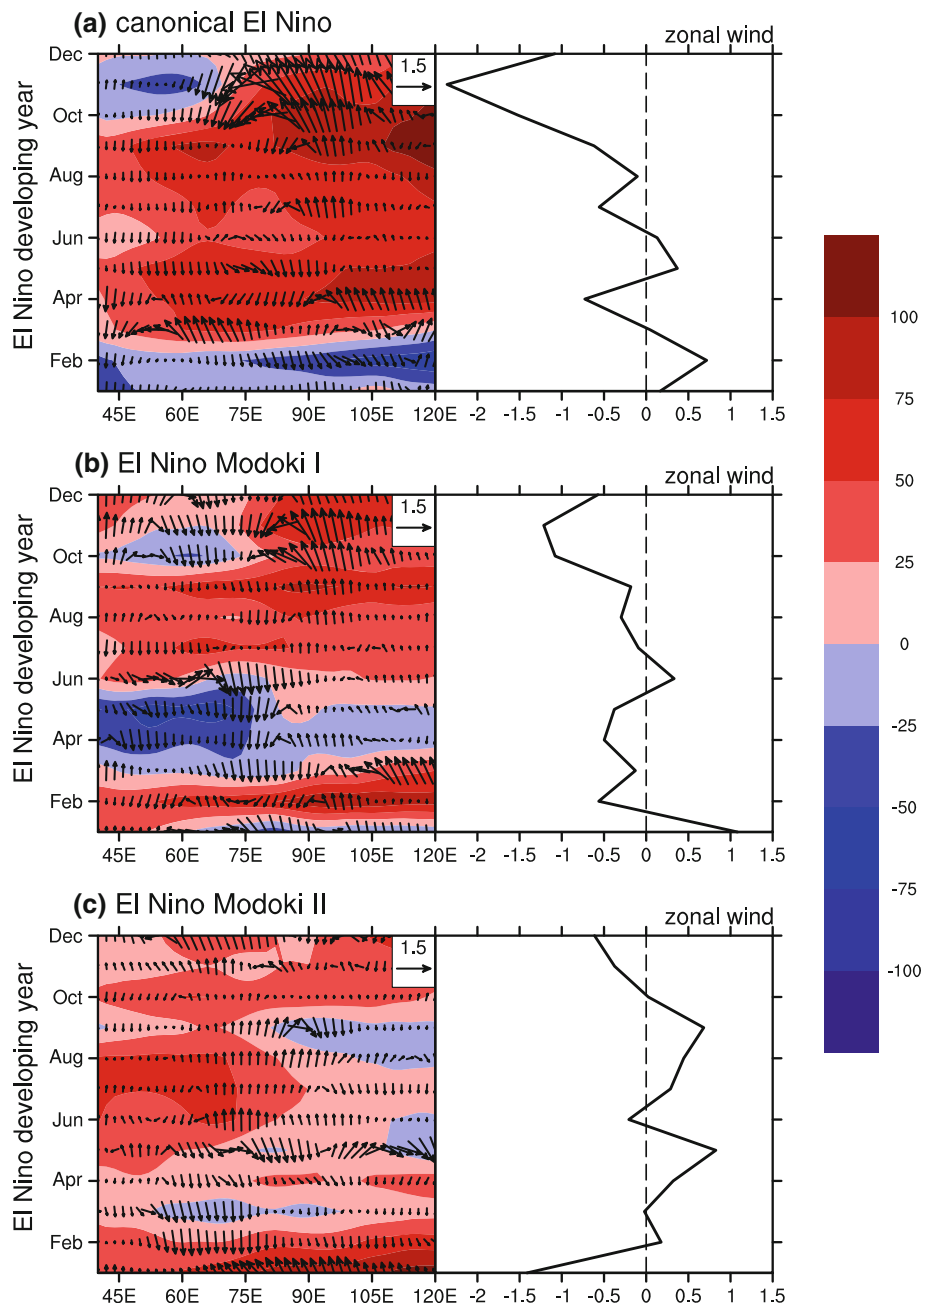 (a) canonical El Nino
zonal wind
Dec
Oct
Aug
Jun
Apr
Feb
El Nino developing year
1.5
45E 60E 75E 90E 105E 120E -2 -1.5 -1 -0.5 0 0.5 1 1.5
(b) El Nino Modoki I
zonal wind
Dec
Oct
Aug
Jun
Apr
Feb
El Nino developing year
1.5
45E 60E 75E 90E 105E 120E -2 -1.5 -1 -0.5 0 0.5 1 1.5
(c) El Nino Modoki II
zonal wind
Dec
Oct
Aug
Jun
Apr
Feb
El Nino developing year
1.5
45E 60E 75E 90E 105E 120E -2 -1.5 -1 -0.5 0 0.5 1 1.5
100
75
50
25
0
-25
-50
-75
-100